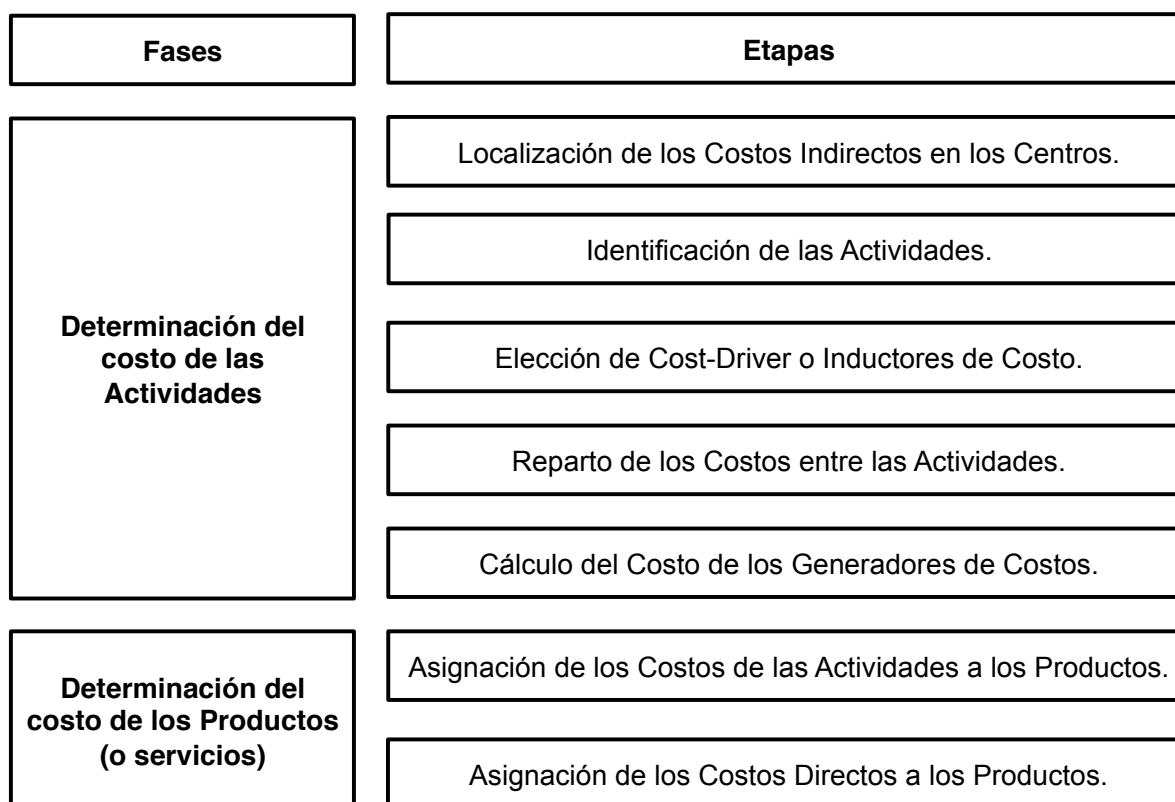 Fases
Etapas
Determinación del
costo de las
Actividades
Localización de los Costos Indirectos en los Centros.
Identificación de las Actividades.
Elección de Cost-Driver o Inductores de Costo.
Reparto de los Costos entre las Actividades.
Cálculo del Costo de los Generadores de Costos.
Determinación del
costo de los Productos
(o servicios)
Asignación de los Costos de las Actividades a los Productos.
Asignación de los Costos Directos a los Productos.